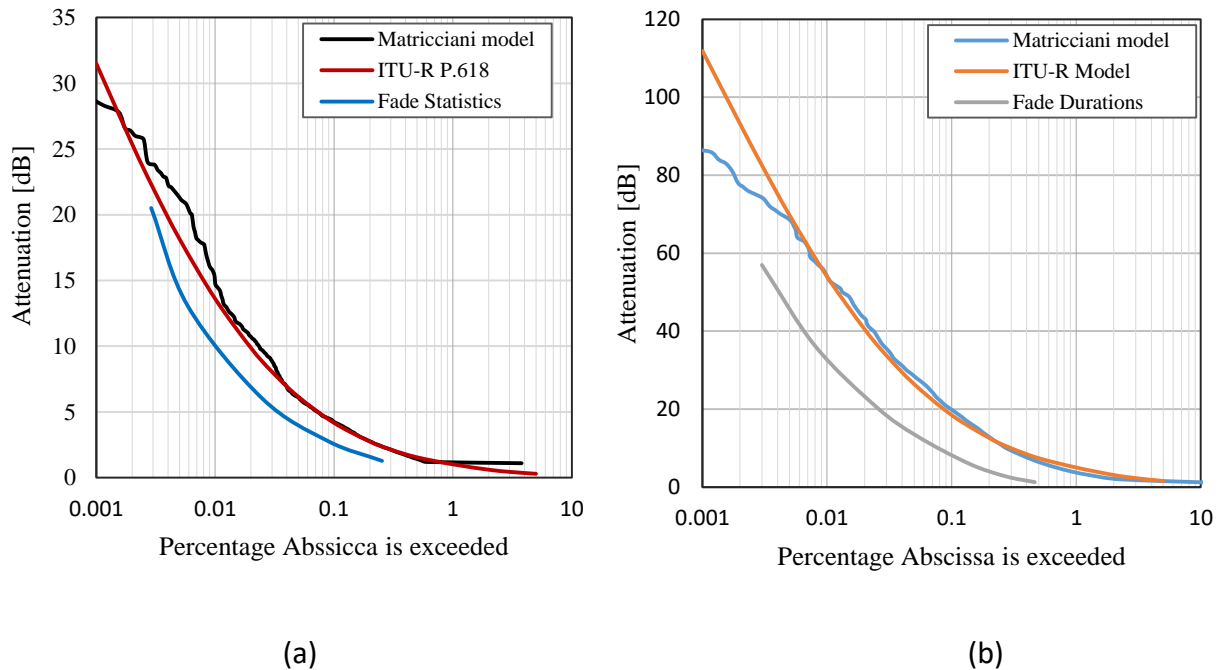 35
30
25
20
15
10
5
0
Attenuation [dB]
Matricciani model
ITU-R P.618
Fade Statistics
0.001 0.01 0.1 1 10
Percentage Abssicca is exceeded
(a)
120
100
80
60
40
20
0
Attenuation [dB]
Matricciani model
ITU-R Model
Fade Durations
0.001 0.01 0.1 1 10
Percentage Abscissa is exceeded
(b)